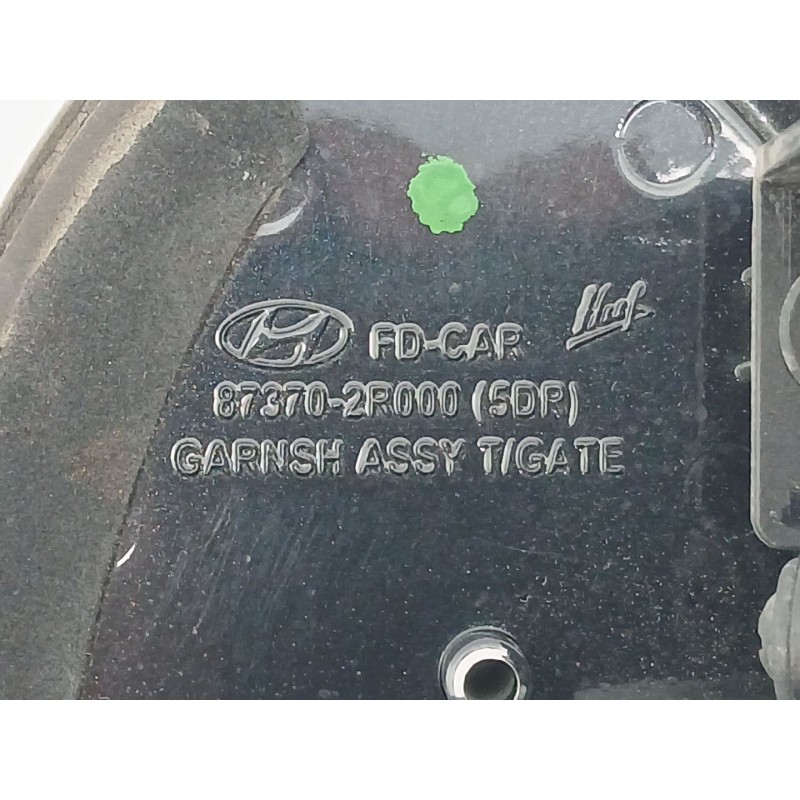 FD-CAR
87370-2R000 (5DR)
GARNSH ASSY T/GATE